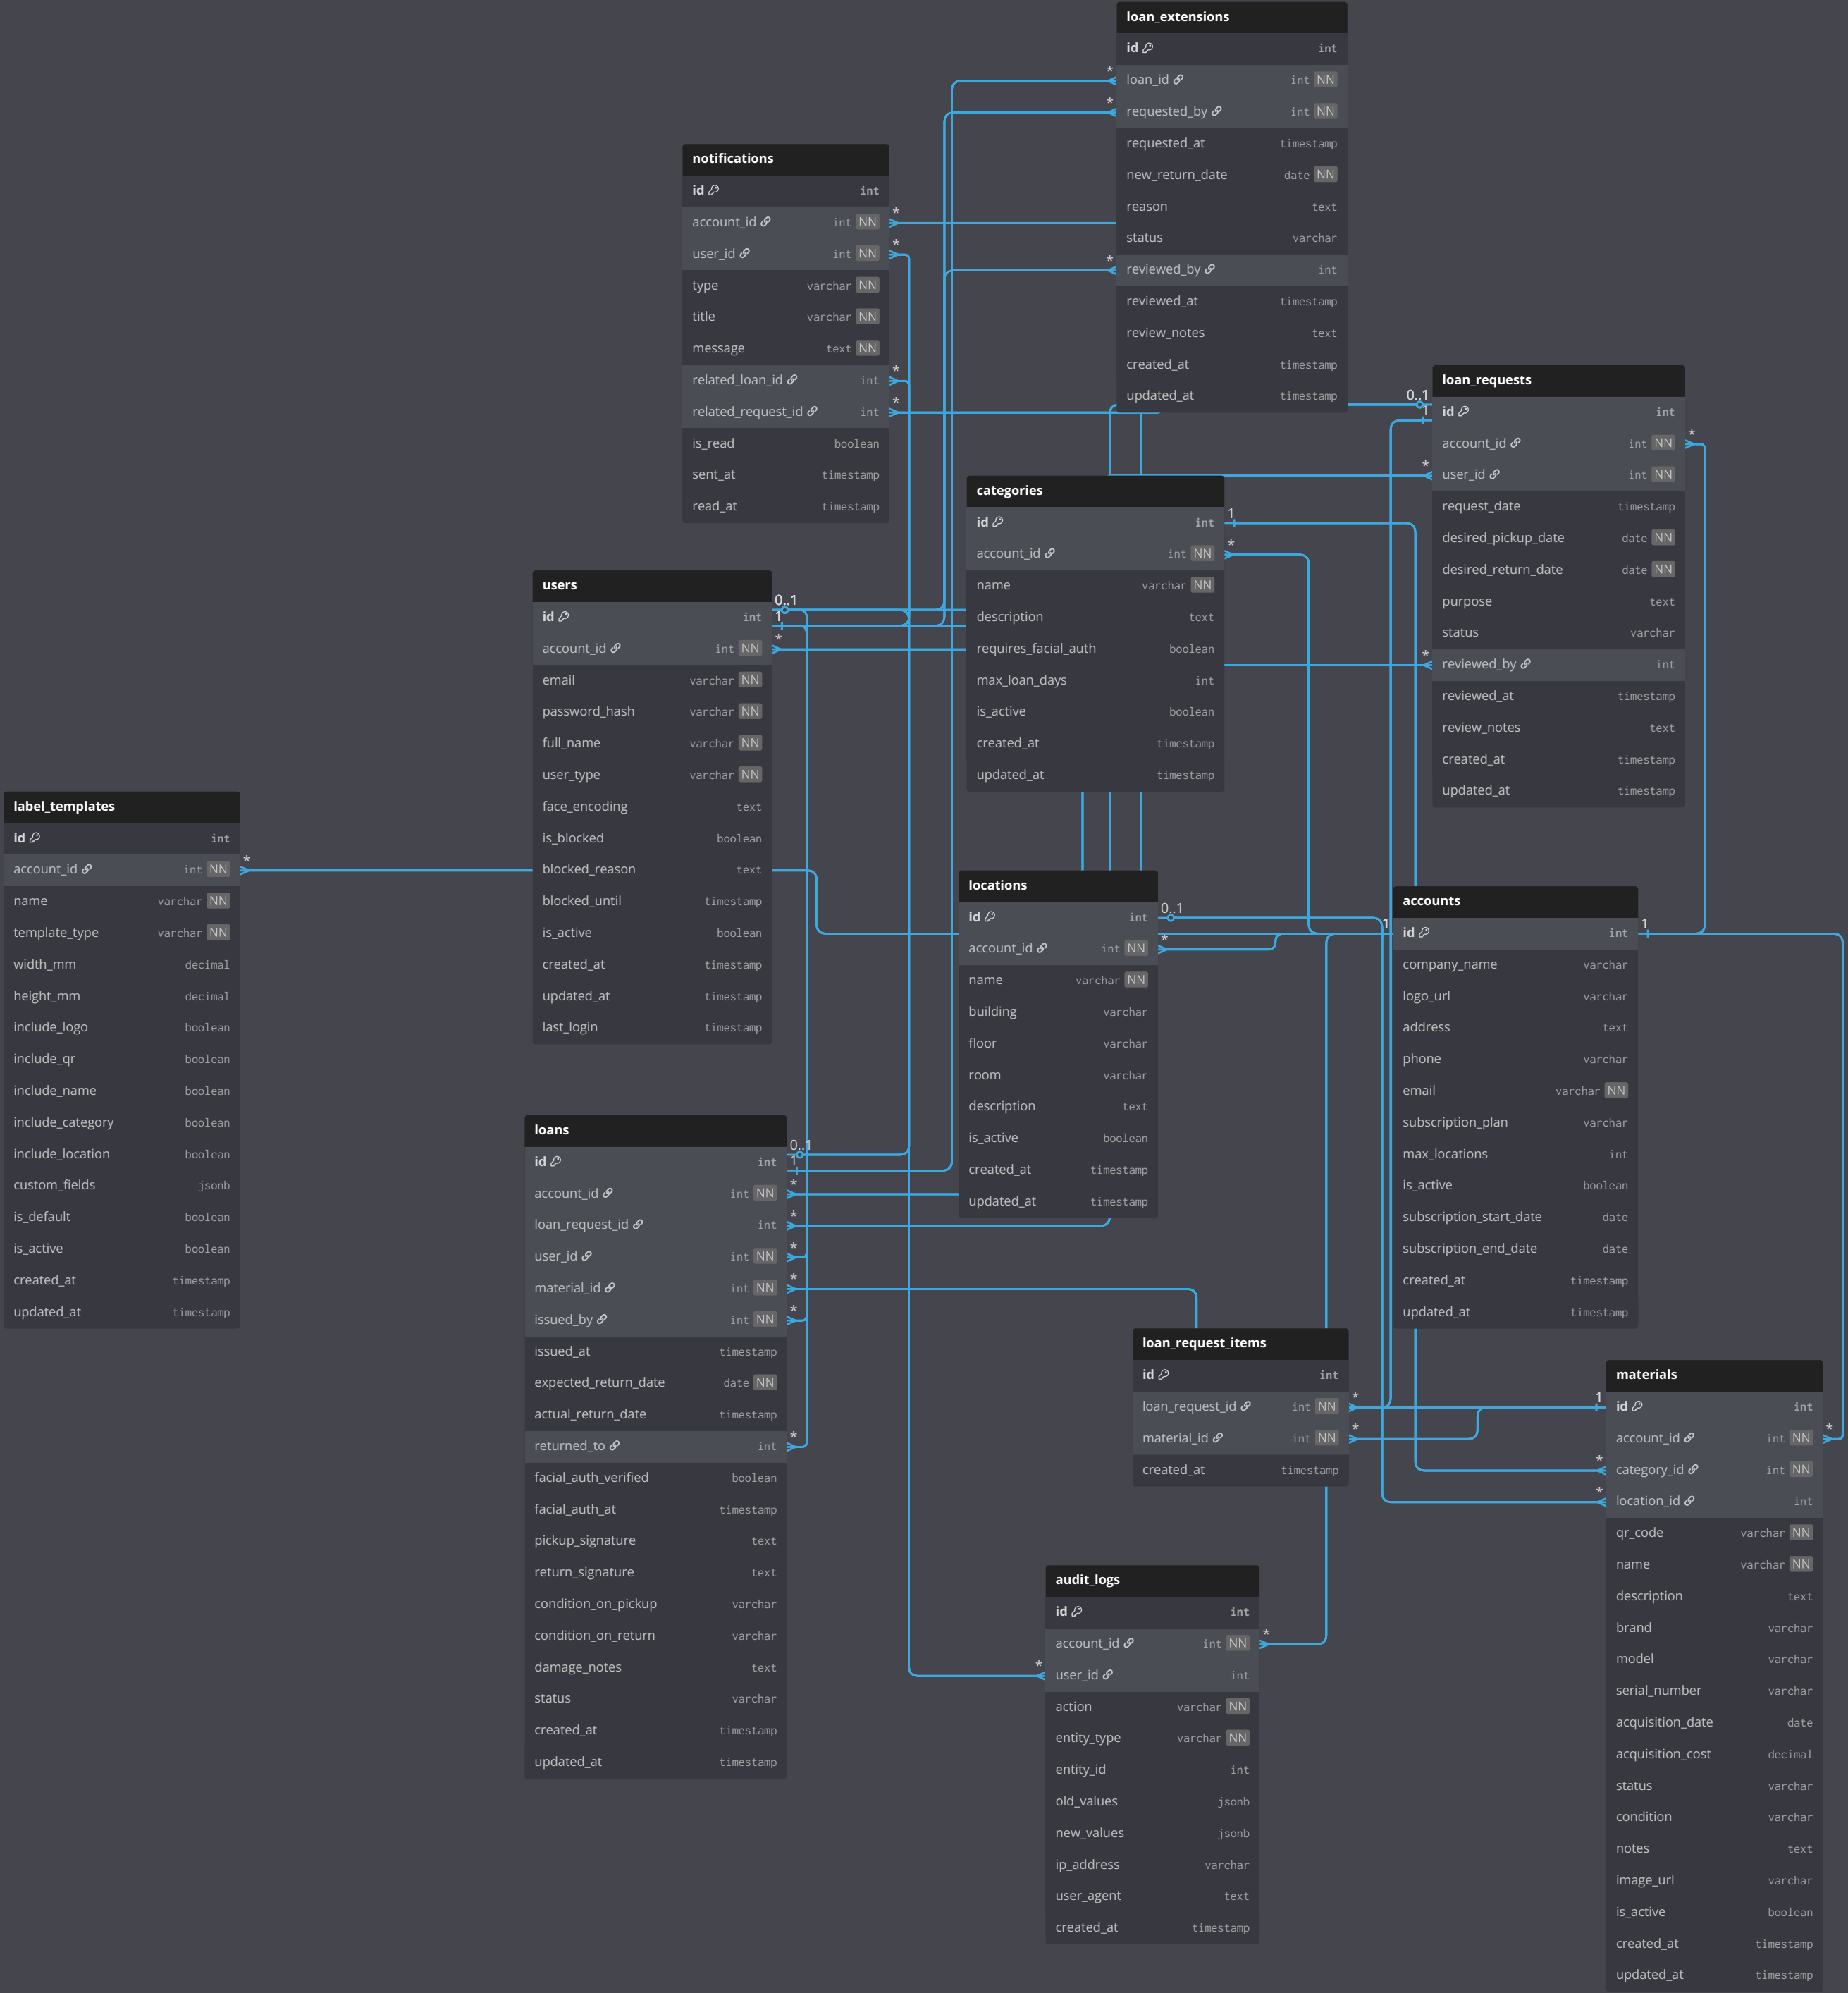 loan_extensions
id int
loan_id int NN
requested_by int NN
requested_at timestamp
new_return_date date NN
reason text
status varchar
reviewed_by int
reviewed_at timestamp
review_notes text
created_at timestamp
updated_at timestamp
* * *
notifications
id int
account_id int NN *
user_id int NN *
type varchar NN
title varchar NN
message text NN
related_loan_id int *
related_request_id int *
is_read boolean
sent_at timestamp
read_at timestamp
loan_requests
0..1
1
id int
account_id int NN *
* user_id int NN
request_date timestamp
desired_pickup_date date NN
desired_return_date date NN
purpose text
status varchar
* reviewed_by int
reviewed_at timestamp
review_notes text
created_at timestamp
updated_at timestamp
categories
id int 1
account_id int NN *
name varchar NN
description text
requires_facial_auth boolean
max_loan_days int
is_active boolean
created_at timestamp
updated_at timestamp
users
0..1
id int 1
account_id int NN *
email varchar NN
password_hash varchar NN
full_name varchar NN
user_type varchar NN
face_encoding text
is_blocked boolean
blocked_reason text
blocked_until timestamp
is_active boolean
created_at timestamp
updated_at timestamp
last_login timestamp
label_templates
id int
account_id int NN *
name varchar NN
template_type varchar NN
width_mm decimal
height_mm decimal
include_logo boolean
include_qr boolean
include_name boolean
include_category boolean
include_location boolean
custom_fields jsonb
is_default boolean
is_active boolean
created_at timestamp
updated_at timestamp
locations
id int 0..1
account_id int NN *
name varchar NN
building varchar
floor varchar
room varchar
description text
is_active boolean
created_at timestamp
updated_at timestamp
accounts
1 id int 1
company_name varchar
logo_url varchar
address text
phone varchar
email varchar NN
subscription_plan varchar
max_locations int
is_active boolean
subscription_start_date date
subscription_end_date date
created_at timestamp
updated_at timestamp
loans
0..1
id int 1
account_id int NN *
loan_request_id int *
user_id int NN *
material_id int NN *
issued_by int NN *
issued_at timestamp
expected_return_date date NN
actual_return_date timestamp
returned_to int *
facial_auth_verified boolean
facial_auth_at timestamp
pickup_signature text
return_signature text
condition_on_pickup varchar
condition_on_return varchar
damage_notes text
status varchar
created_at timestamp
updated_at timestamp
loan_request_items
id int
loan_request_id int NN *
material_id int NN *
created_at timestamp
materials
1 id int
account_id int NN *
* category_id int NN
* location_id int
qr_code varchar NN
name varchar NN
description text
brand varchar
model varchar
serial_number varchar
acquisition_date date
acquisition_cost decimal
status varchar
condition varchar
notes text
image_url varchar
is_active boolean
created_at timestamp
updated_at timestamp
audit_logs
id int
account_id int NN *
* user_id int
action varchar NN
entity_type varchar NN
entity_id int
old_values jsonb
new_values jsonb
ip_address varchar
user_agent text
created_at timestamp